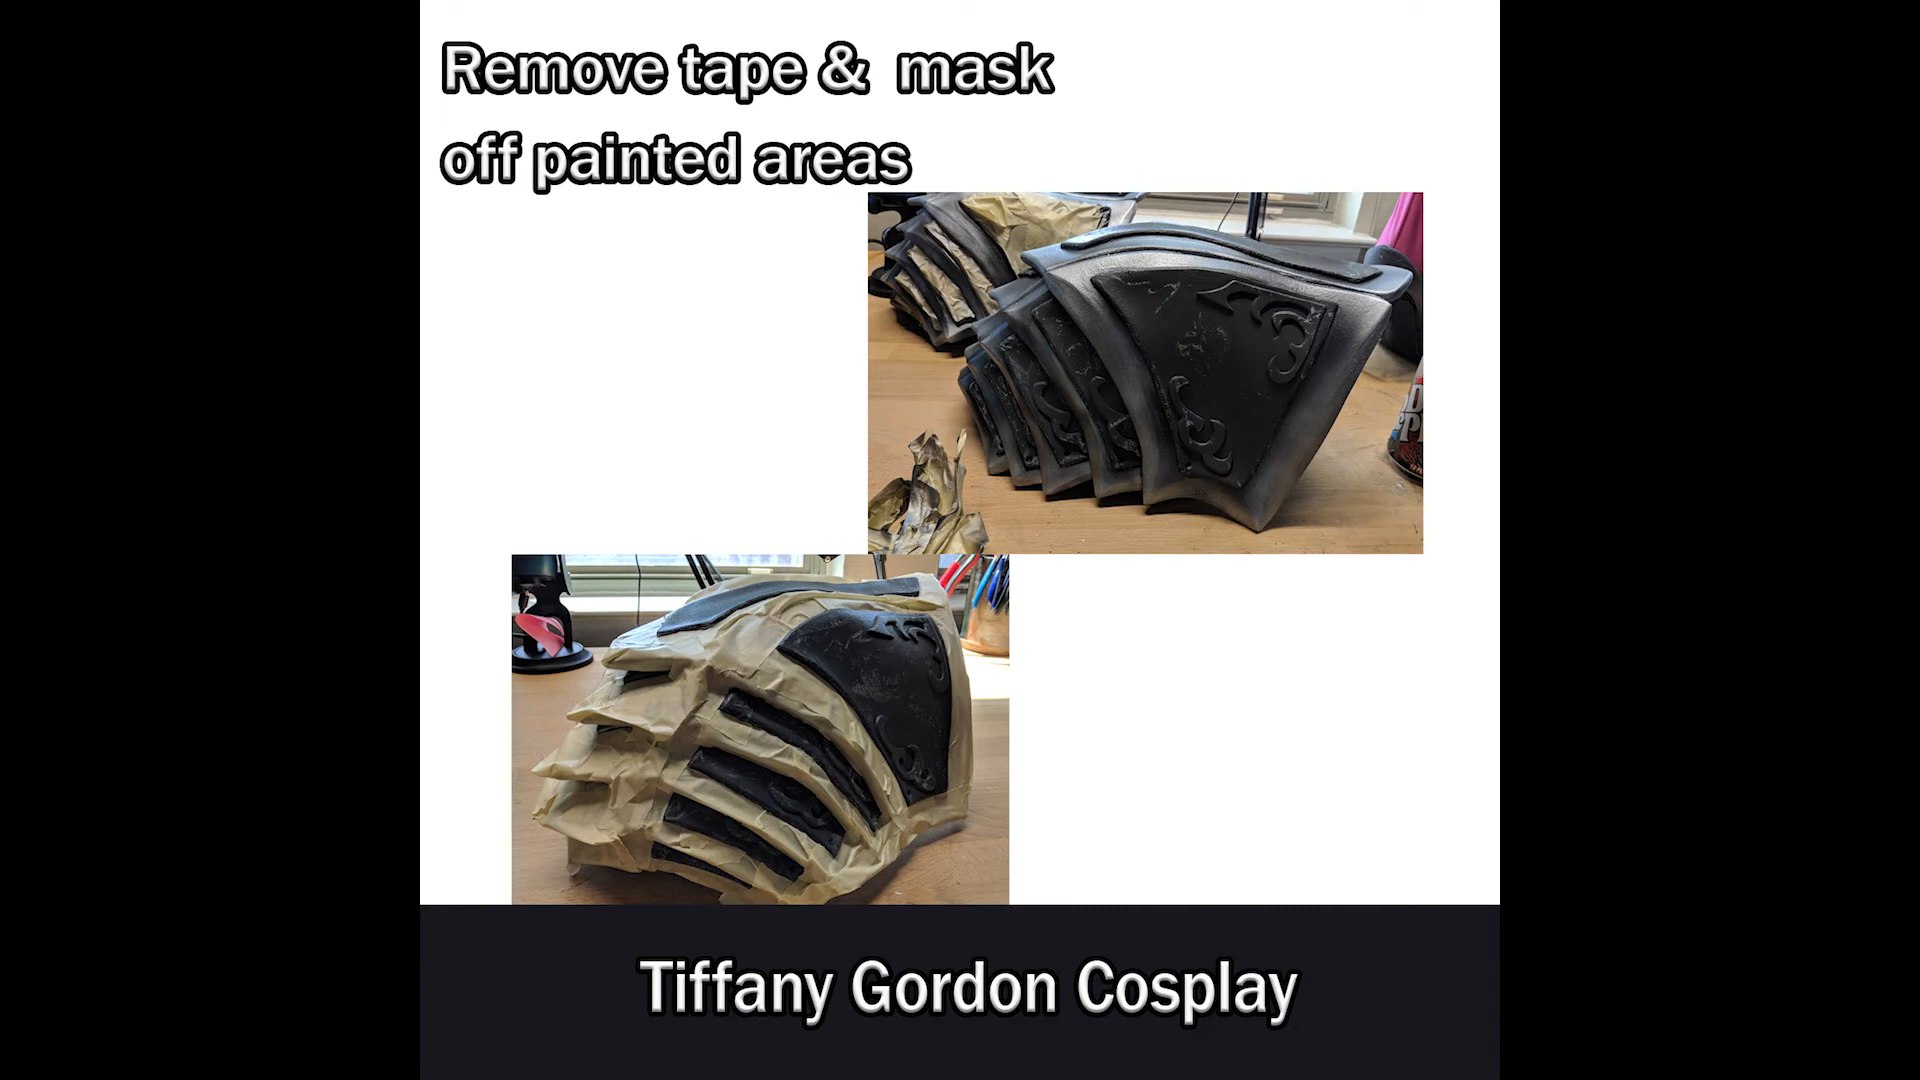 Remove tape & mask
off painted areas
Tiffany Gordon Cosplay